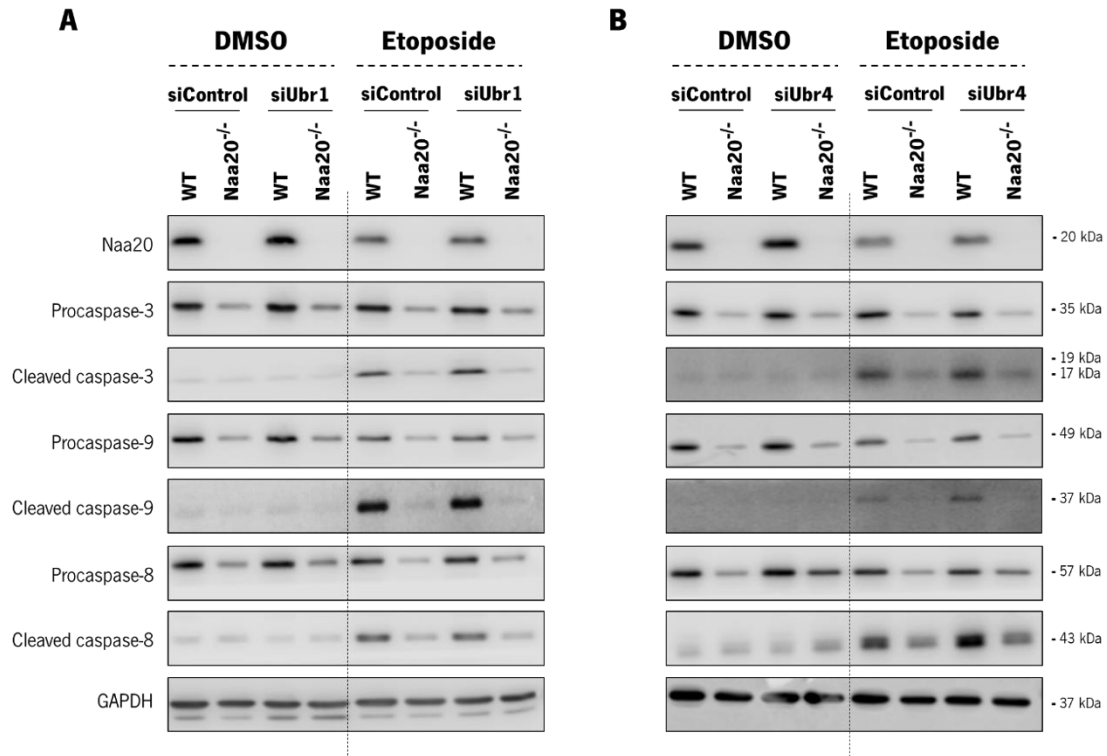 A
B
DMSO Etoposide
DMSO Etoposide
siControl siUbr1 siControl siUbr1
siControl siUbr4 siControl siUbr4
WT Naa20-/- WT Naa20-/- WT Naa20-/- WT Naa20-/-
WT Naa20-/- WT Naa20-/- WT Naa20-/- WT Naa20-/-
Naa20
- 20 kDa
Procaspase-3
- 35 kDa
Cleaved caspase-3
- 19 kDa
- 17 kDa
Procaspase-9
- 49 kDa
Cleaved caspase-9
- 37 kDa
Procaspase-8
- 57 kDa
Cleaved caspase-8
- 43 kDa
GAPDH
- 37 kDa